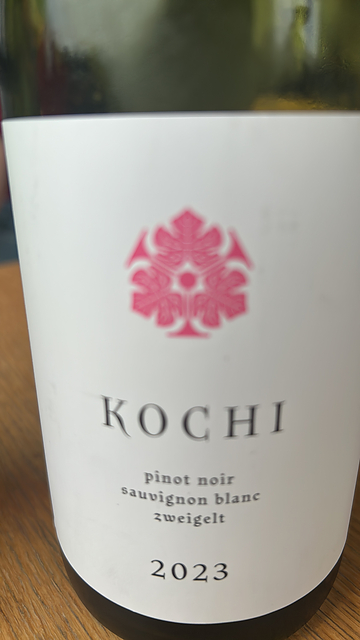 KOCHI
pinot noir
sauvignon blanc
zweigelt
2023